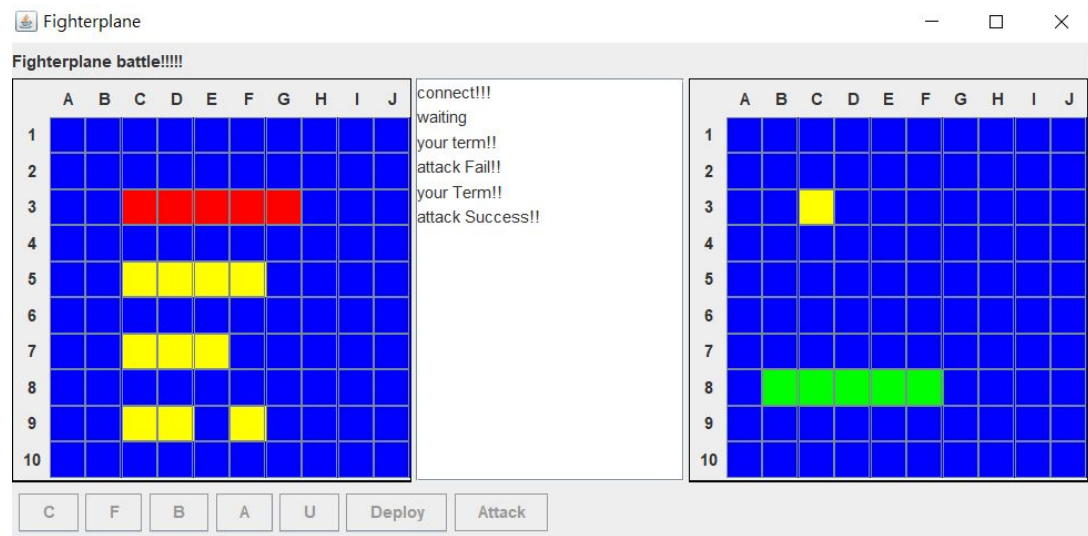 Fighterplane
Fighterplane battle!!!!!
A B C D E F G H I J
1
2
3
4
5
6
7
8
9
10
connect!!!
waiting
your term!!
attack Fail!!
your Term!!
attack Success!!
A B C D E F G H I J
1
2
3
4
5
6
7
8
9
10
C F B A U Deploy Attack